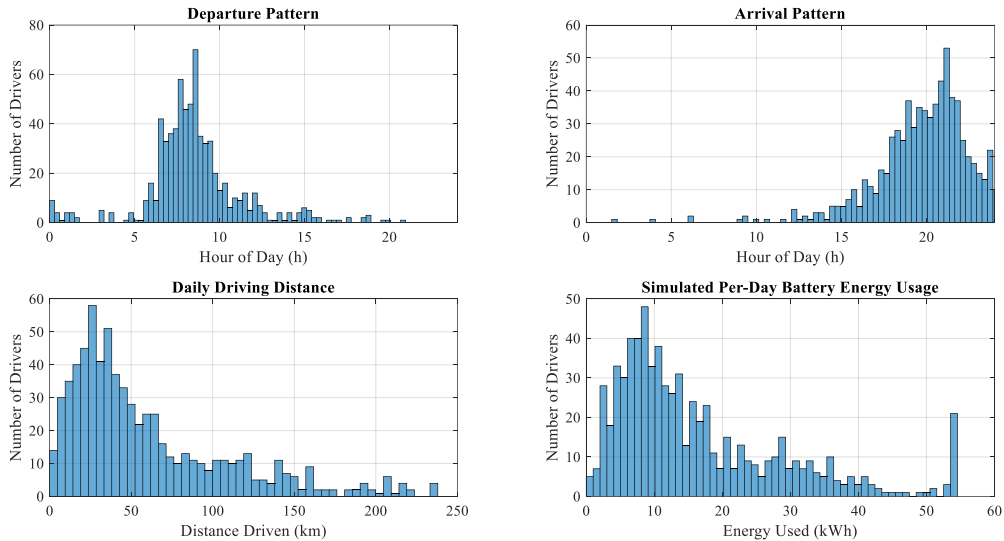 Departure Pattern
80
60
40
20
0
0 5 10 15 20
Number of Drivers
Hour of Day (h)
Arrival Pattern
60
50
40
30
20
10
0
0 5 10 15 20
Number of Drivers
Hour of Day (h)
Daily Driving Distance
60
50
40
30
20
10
0
0 50 100 150 200 250
Number of Drivers
Distance Driven (km)
Simulated Per-Day Battery Energy Usage
50
40
30
20
10
0
0 10 20 30 40 50 60
Number of Drivers
Energy Used (kWh)